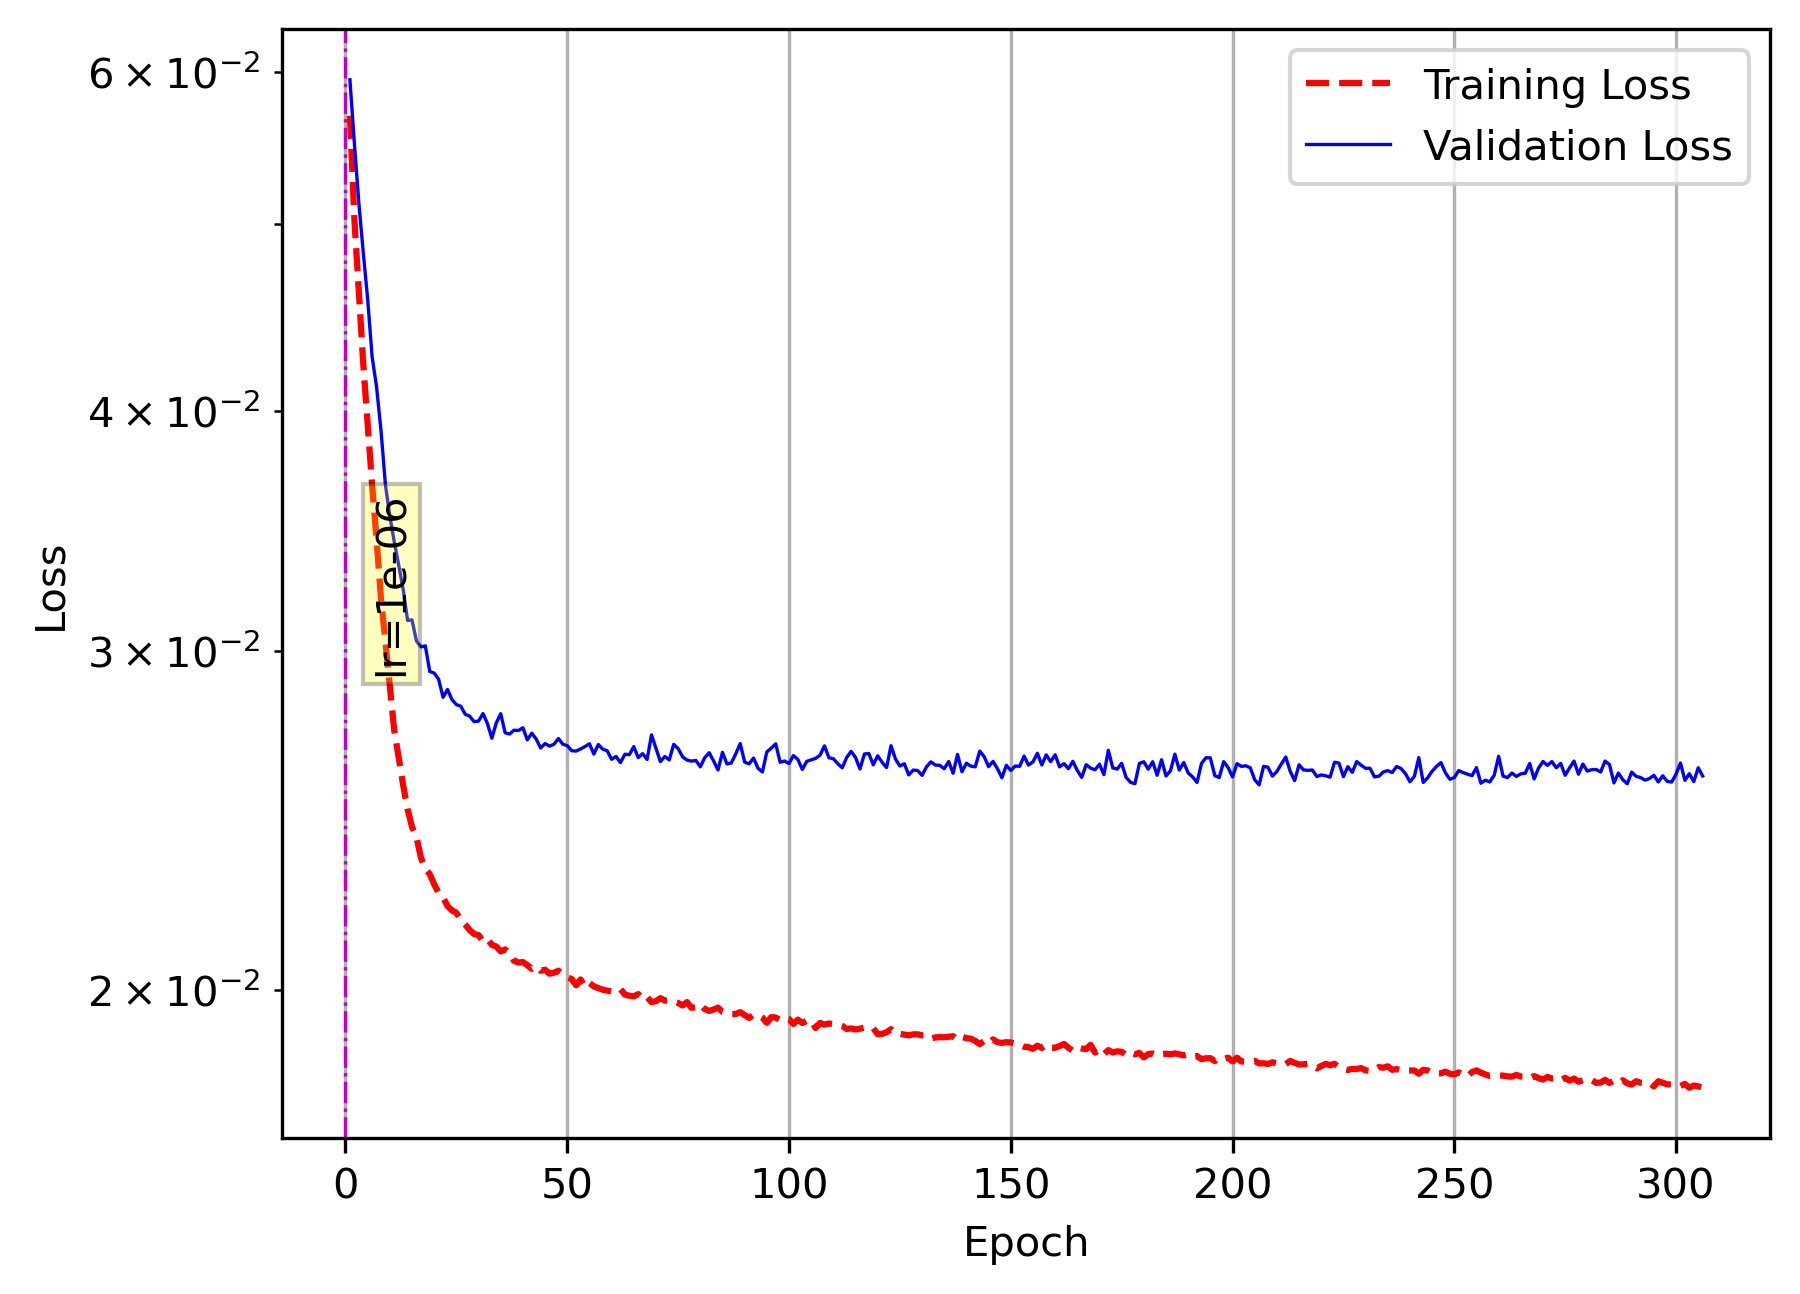 6×10⁻²
4×10⁻²
3×10⁻²
2×10⁻²
Loss
Training Loss
Validation Loss
lr=1e-06
0 50 100 150 200 250 300
Epoch